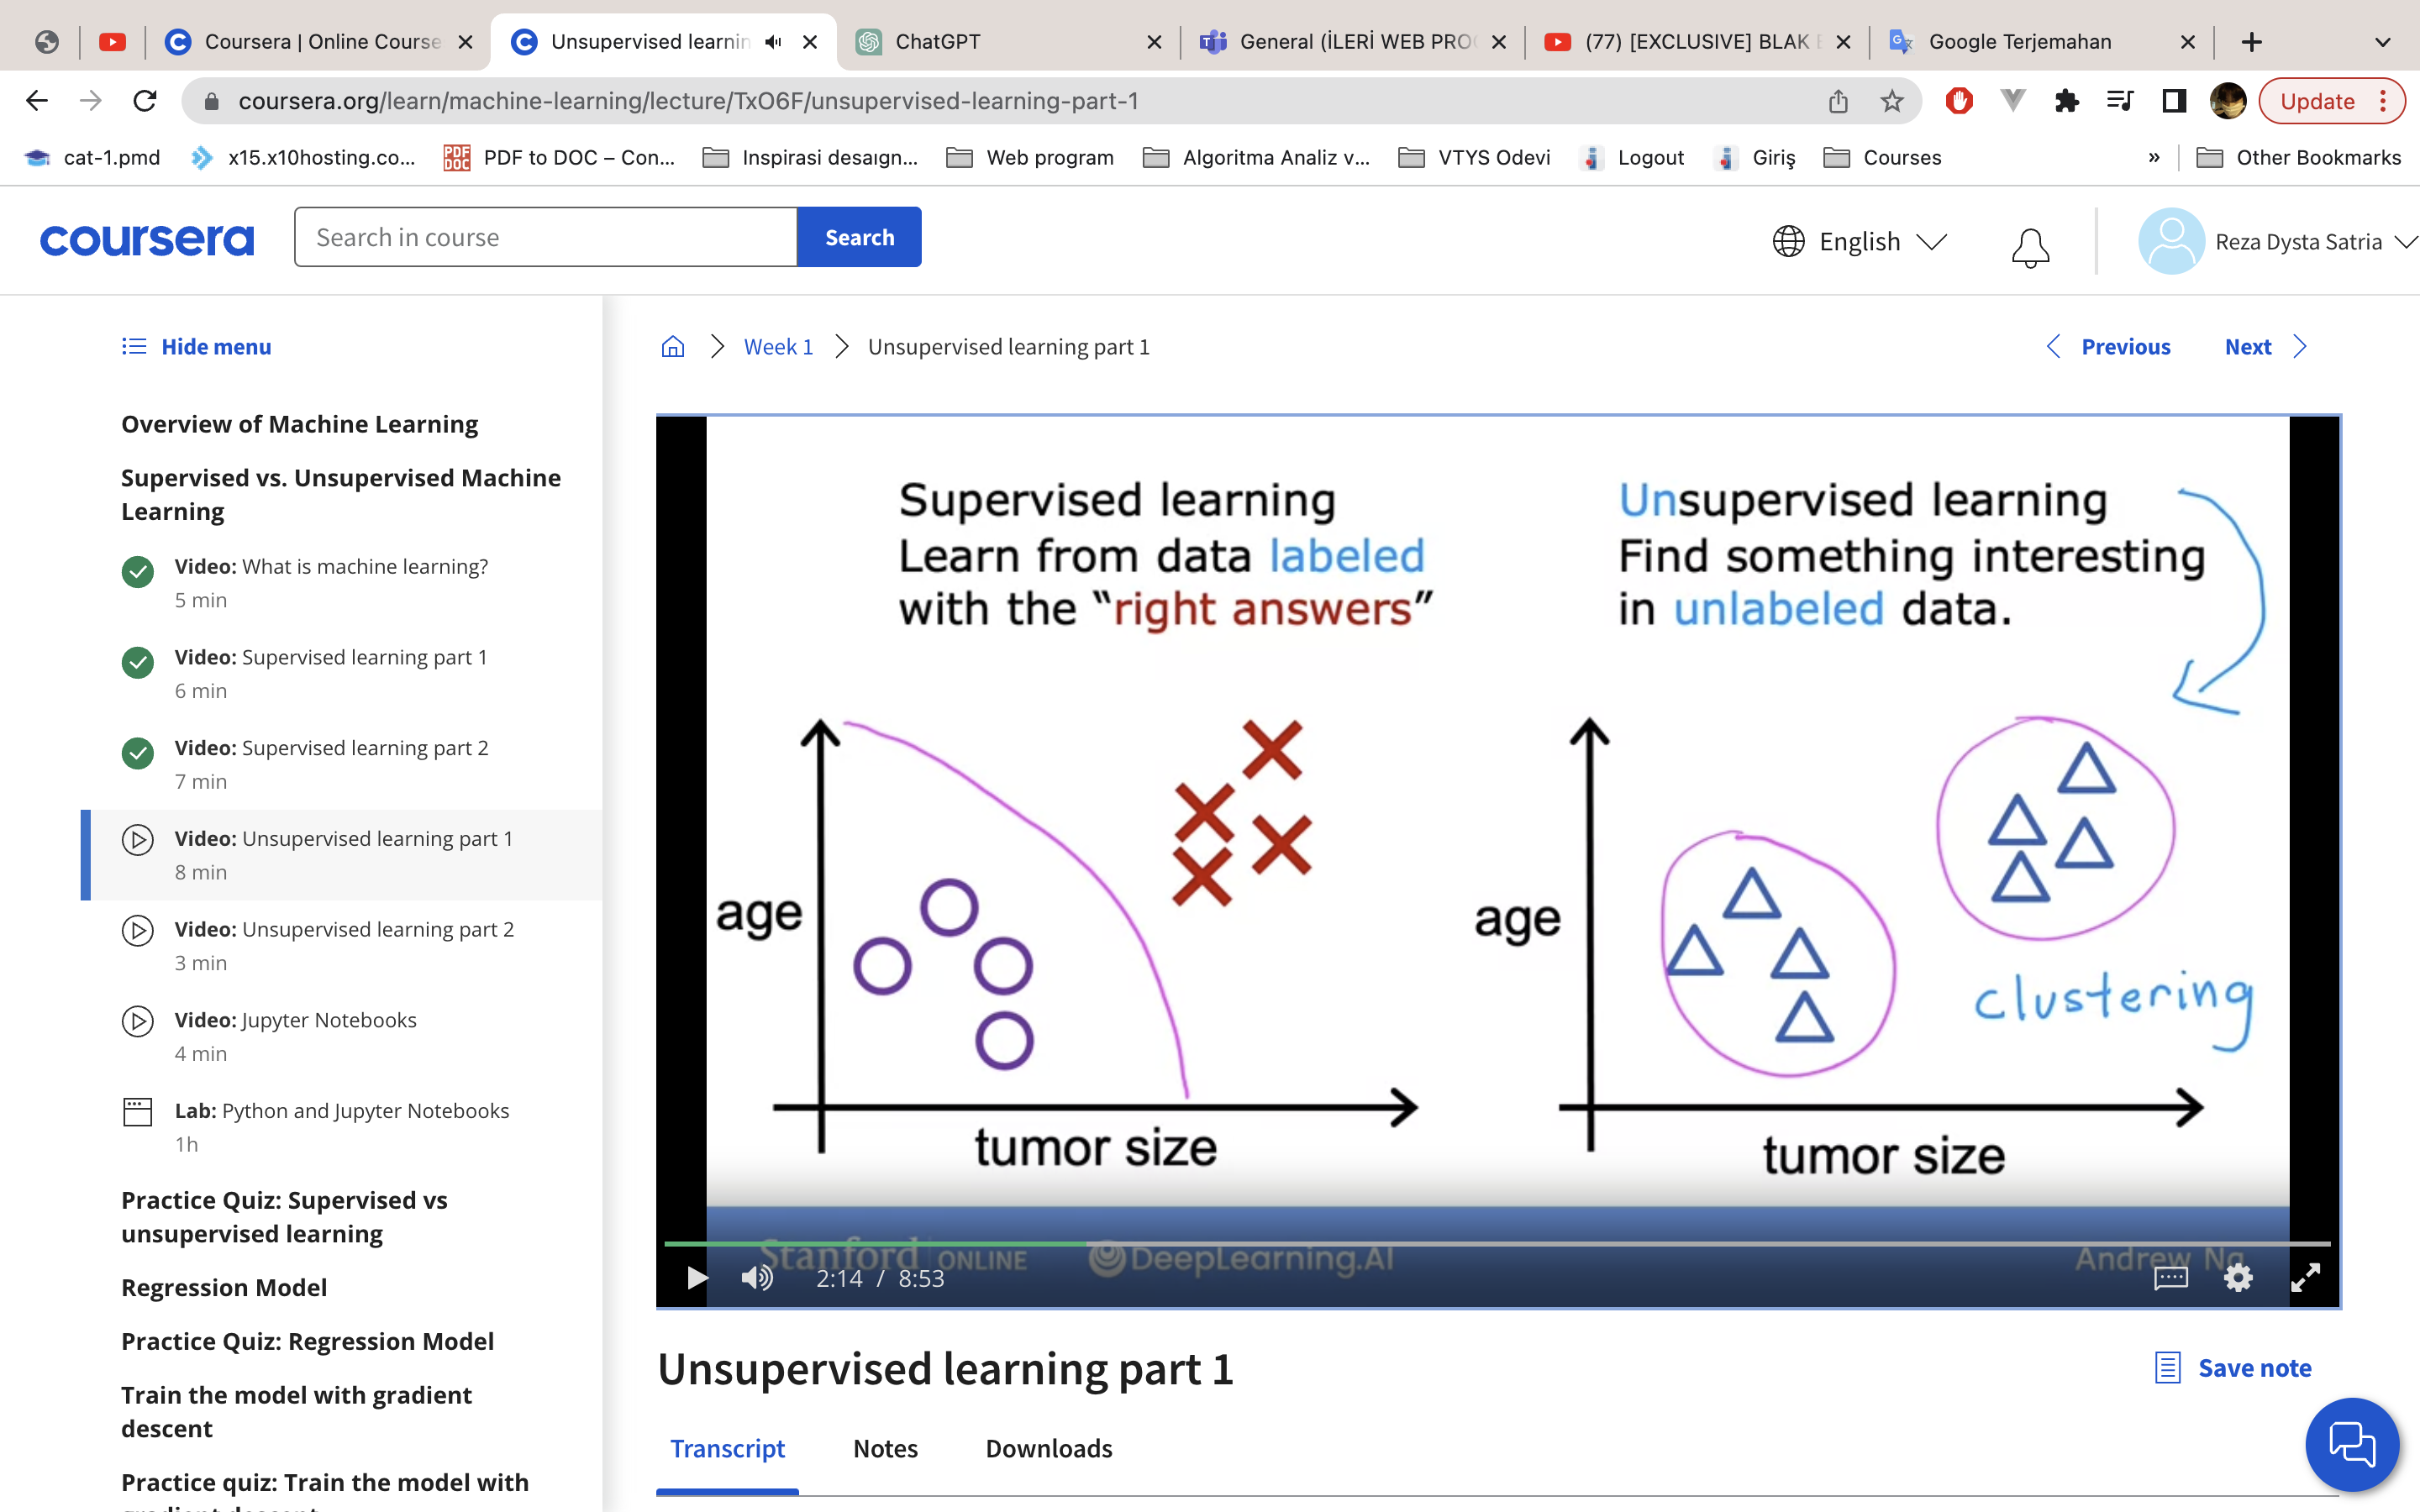 Coursera | Online Course
Unsupervised learnin
ChatGPT
General (İLERİ WEB PRO
(77) [EXCLUSIVE] BLAK
Google Terjemahan
coursera.org/learn/machine-learning/lecture/TxO6F/unsupervised-learning-part-1
Update
cat-1.pmd
x15.x10hosting.co...
PDF DOC
PDF to DOC – Con...
Inspirasi desaıgn...
Web program
Algoritma Analiz v...
VTYS Odevi
Logout
Giriş
Courses
»
Other Bookmarks
coursera
Search in course
Search
English
Reza Dysta Satria
Hide menu
Week 1
Unsupervised learning part 1
Previous
Next
Overview of Machine Learning
Supervised vs. Unsupervised Machine
Learning
Video: What is machine learning?
5 min
Video: Supervised learning part 1
6 min
Video: Supervised learning part 2
7 min
Video: Unsupervised learning part 1
8 min
Video: Unsupervised learning part 2
3 min
Video: Jupyter Notebooks
4 min
Lab: Python and Jupyter Notebooks
1h
Practice Quiz: Supervised vs
unsupervised learning
Regression Model
Practice Quiz: Regression Model
Train the model with gradient
descent
Practice quiz: Train the model with
gradient descent
Supervised learning
Learn from data labeled
with the “right answers”
age
tumor size
Unsupervised learning
Find something interesting
in unlabeled data.
age
clustering
tumor size
Stanford ONLINE
DeepLearning.AI
Andrew Ng
2:14 / 8:53
Unsupervised learning part 1
Save note
Transcript
Notes
Downloads